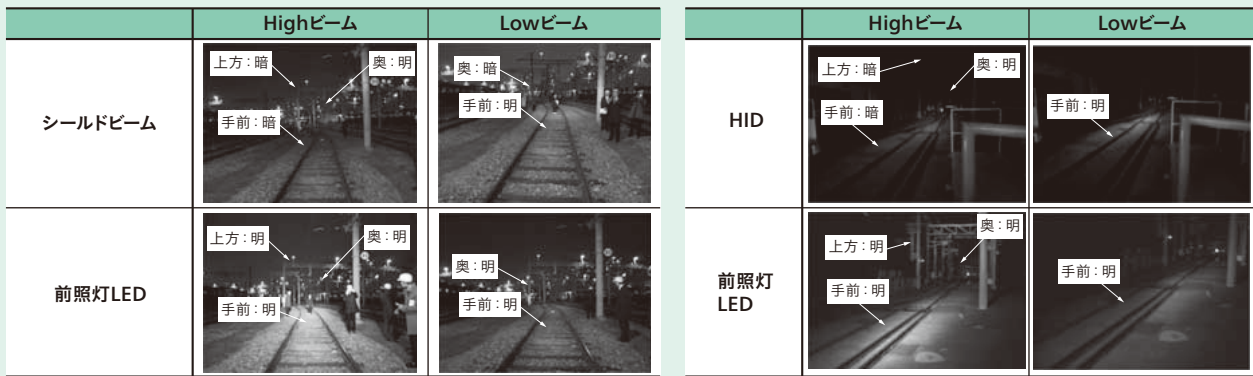 Highビーム
Lowビーム
シールドビーム
上方：暗
奥：明
手前：暗
奥：暗
手前：明
前照灯LED
上方：明
奥：明
手前：明
奥：明
手前：明
Highビーム
Lowビーム
HID
上方：暗
奥：明
手前：暗
手前：明
前照灯
LED
上方：明
奥：明
手前：明
手前：明